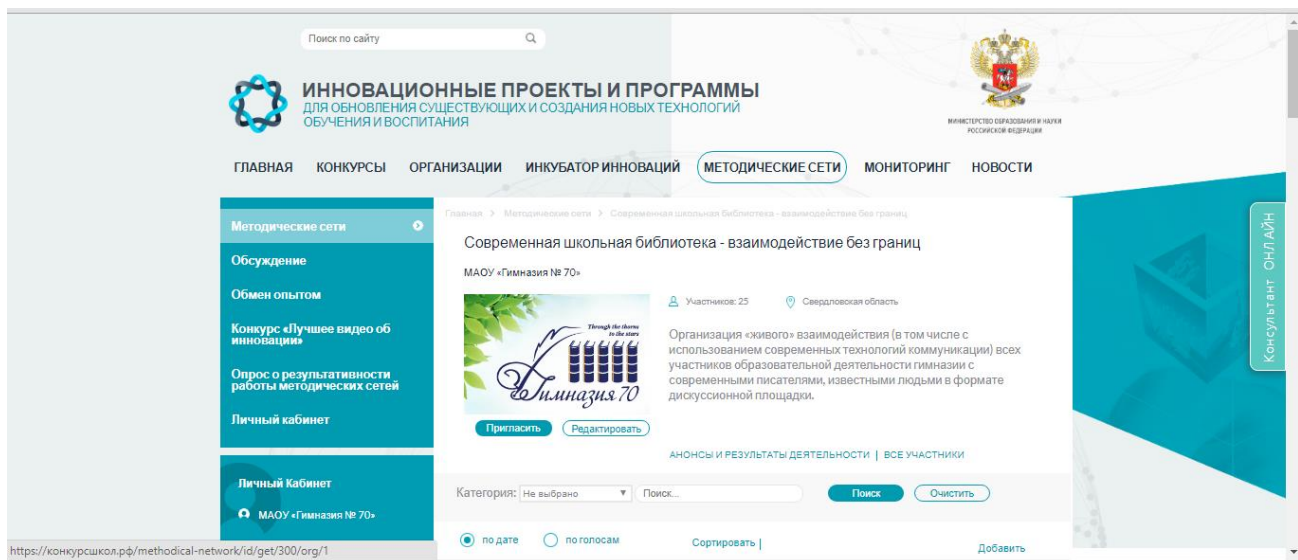 Поиск по сайту
ИННОВАЦИОННЫЕ ПРОЕКТЫ И ПРОГРАММЫ
ДЛЯ ОБНОВЛЕНИЯ СУЩЕСТВУЮЩИХ И СОЗДАНИЯ НОВЫХ ТЕХНОЛОГИЙ
ОБУЧЕНИЯ И ВОСПИТАНИЯ
МИНИСТЕРСТВО ОБРАЗОВАНИЯ И НАУКИ
РОССИЙСКОЙ ФЕДЕРАЦИИ
ГЛАВНАЯ КОНКУРСЫ ОРГАНИЗАЦИИ ИНКУБАТОР ИННОВАЦИЙ МЕТОДИЧЕСКИЕ СЕТИ МОНИТОРИНГ НОВОСТИ
Методические сети
Обсуждение
Обмен опытом
Конкурс «Лучшее видео об
инновации»
Опрос о результативности
работы методических сетей
Личный кабинет
Личный Кабинет
МАОУ «Гимназия № 70»
Главная > Методические сети > Современная школьная библиотека - взаимодействие без границ
Современная школьная библиотека - взаимодействие без границ
МАОУ «Гимназия № 70»
Through the thorns
to the stars
Гимназия 70
Пригласить Редактировать
Участников: 25 Свердловская область
Организация «живого» взаимодействия (в том числе с
использованием современных технологий коммуникации) всех
участников образовательной деятельности гимназии с
современными писателями, известными людьми в формате
дискуссионной площадки.
АНОНСЫ И РЕЗУЛЬТАТЫ ДЕЯТЕЛЬНОСТИ | ВСЕ УЧАСТНИКИ
Категория: Не выбрано Поиск... Поиск Очистить
по дате по голосам Сортировать | Добавить
Консультант ОНЛАЙН
https://конкурсшкол.рф/methodical-network/id/get/300/org/1